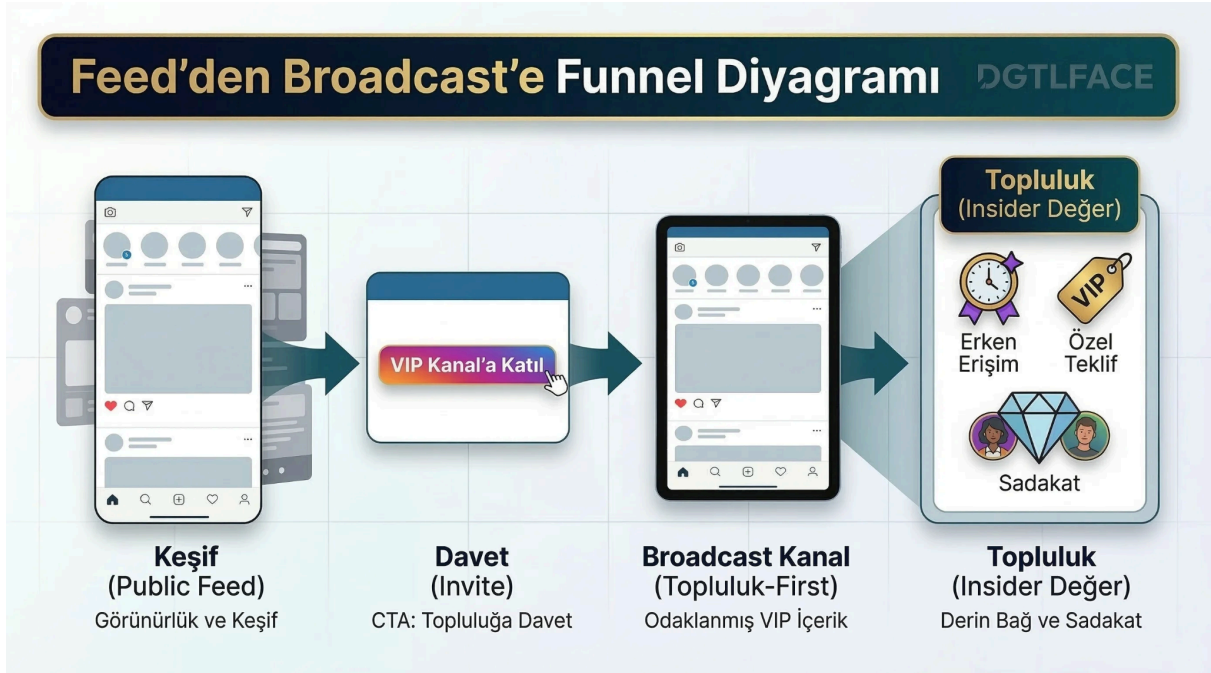 Feed'den Broadcast'e Funnel Diyagramı
DGTLFACE
VIP Kanal'a Katıl
Topluluk
(Insider Değer)
VIP
Erken
Erişim
Özel
Teklif
Sadakat
Keşif
(Public Feed)
Görünürlük ve Keşif
Davet
(Invite)
CTA: Topluluğa Davet
Broadcast Kanal
(Topluluk-First)
Odaklanmış VIP İçerik
Topluluk
(Insider Değer)
Derin Bağ ve Sadakat